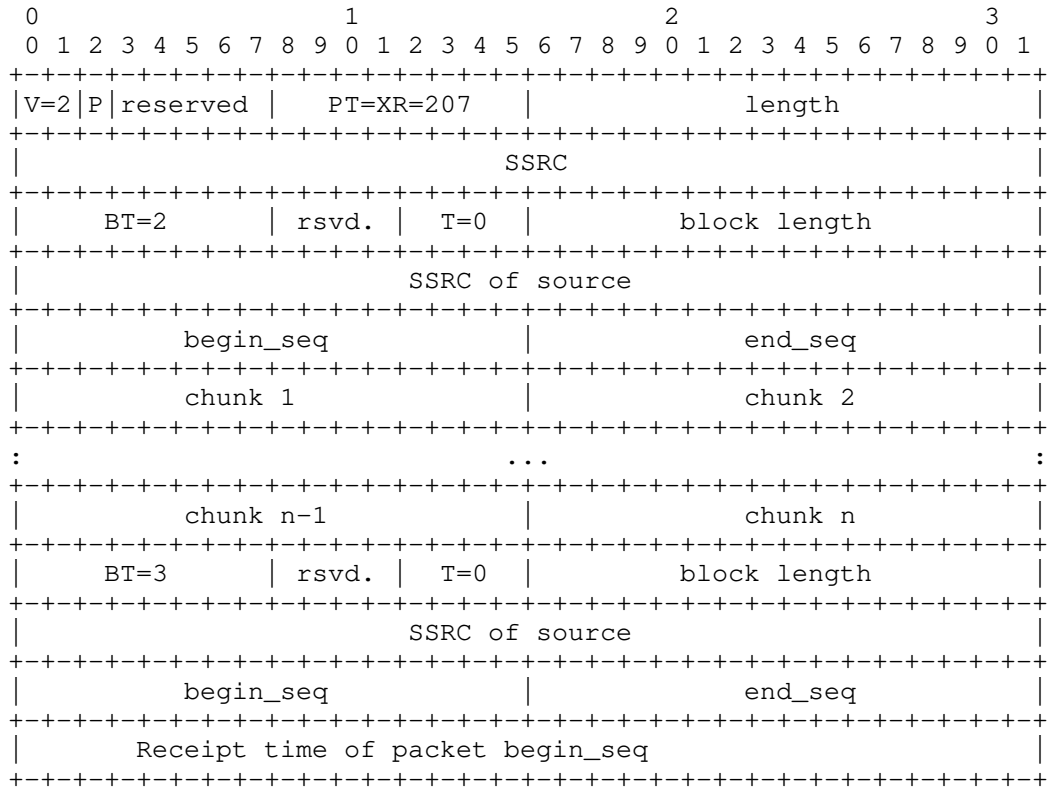 0                   1                   2                   3
 0 1 2 3 4 5 6 7 8 9 0 1 2 3 4 5 6 7 8 9 0 1 2 3 4 5 6 7 8 9 0 1
+-+-+-+-+-+-+-+-+-+-+-+-+-+-+-+-+-+-+-+-+-+-+-+-+-+-+-+-+-+-+-+-+
|V=2|P|reserved |   PT=XR=207   |             length            |
+-+-+-+-+-+-+-+-+-+-+-+-+-+-+-+-+-+-+-+-+-+-+-+-+-+-+-+-+-+-+-+-+
|                              SSRC                             |
+-+-+-+-+-+-+-+-+-+-+-+-+-+-+-+-+-+-+-+-+-+-+-+-+-+-+-+-+-+-+-+-+
|     BT=2      | rsvd. |  T=0  |         block length          |
+-+-+-+-+-+-+-+-+-+-+-+-+-+-+-+-+-+-+-+-+-+-+-+-+-+-+-+-+-+-+-+-+
|                        SSRC of source                         |
+-+-+-+-+-+-+-+-+-+-+-+-+-+-+-+-+-+-+-+-+-+-+-+-+-+-+-+-+-+-+-+-+
|          begin_seq            |             end_seq           |
+-+-+-+-+-+-+-+-+-+-+-+-+-+-+-+-+-+-+-+-+-+-+-+-+-+-+-+-+-+-+-+-+
|          chunk 1              |             chunk 2           |
+-+-+-+-+-+-+-+-+-+-+-+-+-+-+-+-+-+-+-+-+-+-+-+-+-+-+-+-+-+-+-+-+
:                              ...                              :
+-+-+-+-+-+-+-+-+-+-+-+-+-+-+-+-+-+-+-+-+-+-+-+-+-+-+-+-+-+-+-+-+
|          chunk n-1            |             chunk n           |
+-+-+-+-+-+-+-+-+-+-+-+-+-+-+-+-+-+-+-+-+-+-+-+-+-+-+-+-+-+-+-+-+
|     BT=3      | rsvd. |  T=0  |         block length          |
+-+-+-+-+-+-+-+-+-+-+-+-+-+-+-+-+-+-+-+-+-+-+-+-+-+-+-+-+-+-+-+-+
|                        SSRC of source                         |
+-+-+-+-+-+-+-+-+-+-+-+-+-+-+-+-+-+-+-+-+-+-+-+-+-+-+-+-+-+-+-+-+
|          begin_seq            |             end_seq           |
+-+-+-+-+-+-+-+-+-+-+-+-+-+-+-+-+-+-+-+-+-+-+-+-+-+-+-+-+-+-+-+-+
|       Receipt time of packet begin_seq                        |
+-+-+-+-+-+-+-+-+-+-+-+-+-+-+-+-+-+-+-+-+-+-+-+-+-+-+-+-+-+-+-+-+